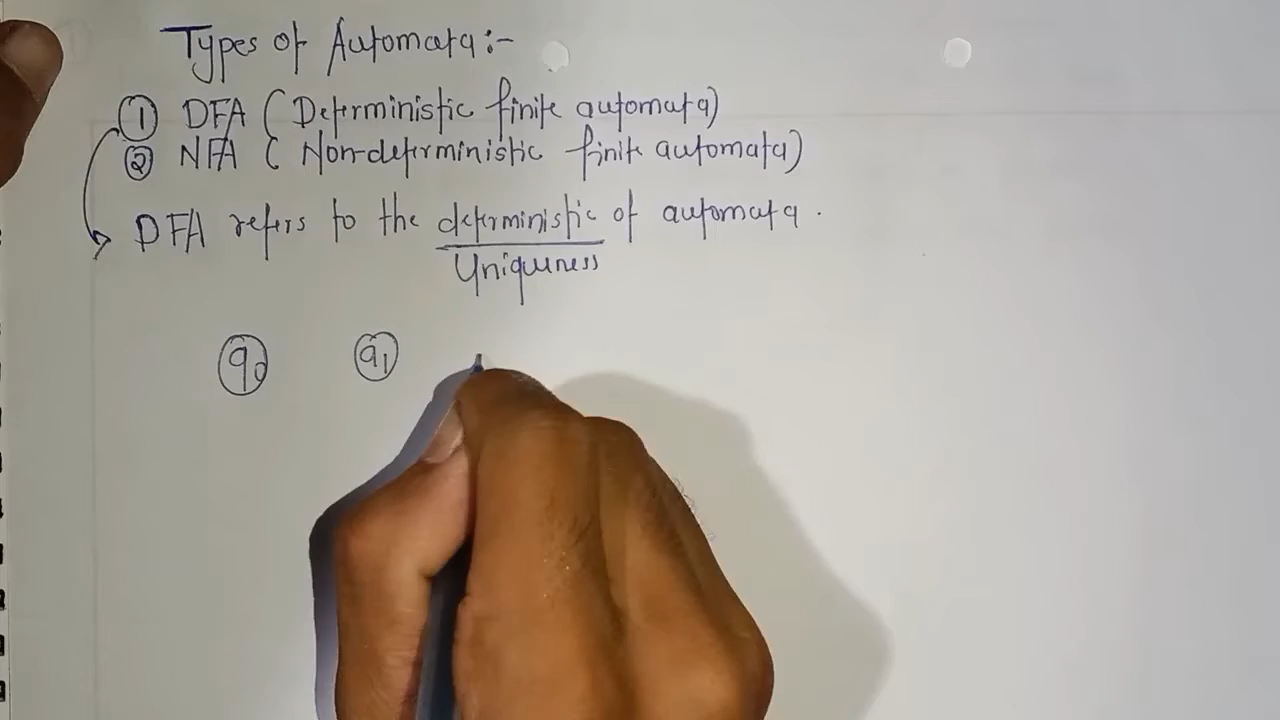 Types of Automata:-
① DFA (Deterministic finite automata)
② NFA ( Non-deterministic finite automata)
DFA refers to the deterministic of automata.
Uniqueness
q0 q1